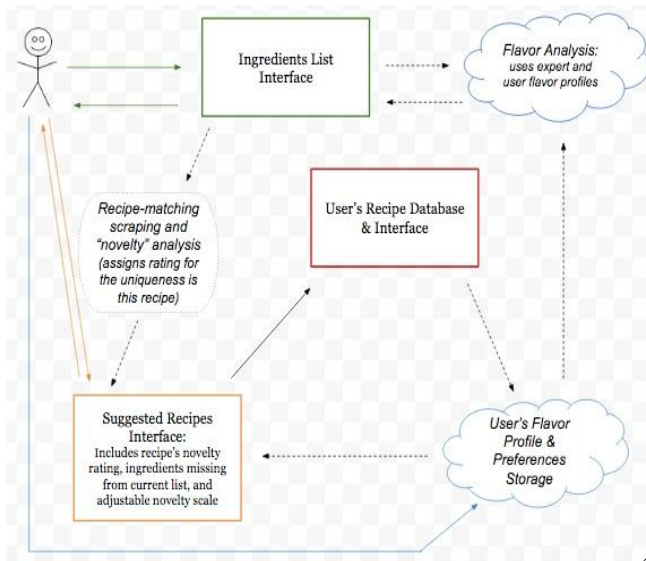 Ingredients List
Interface
Flavor Analysis:
uses expert and
user flavor profiles
Recipe-matching
scraping and
“novelty” analysis
(assigns rating for
the uniqueness is
this recipe)
User's Recipe Database
& Interface
Suggested Recipes
Interface:
Includes recipe's novelty
rating, ingredients missing
from current list, and
adjustable novelty scale
User's Flavor
Profile &
Preferences
Storage